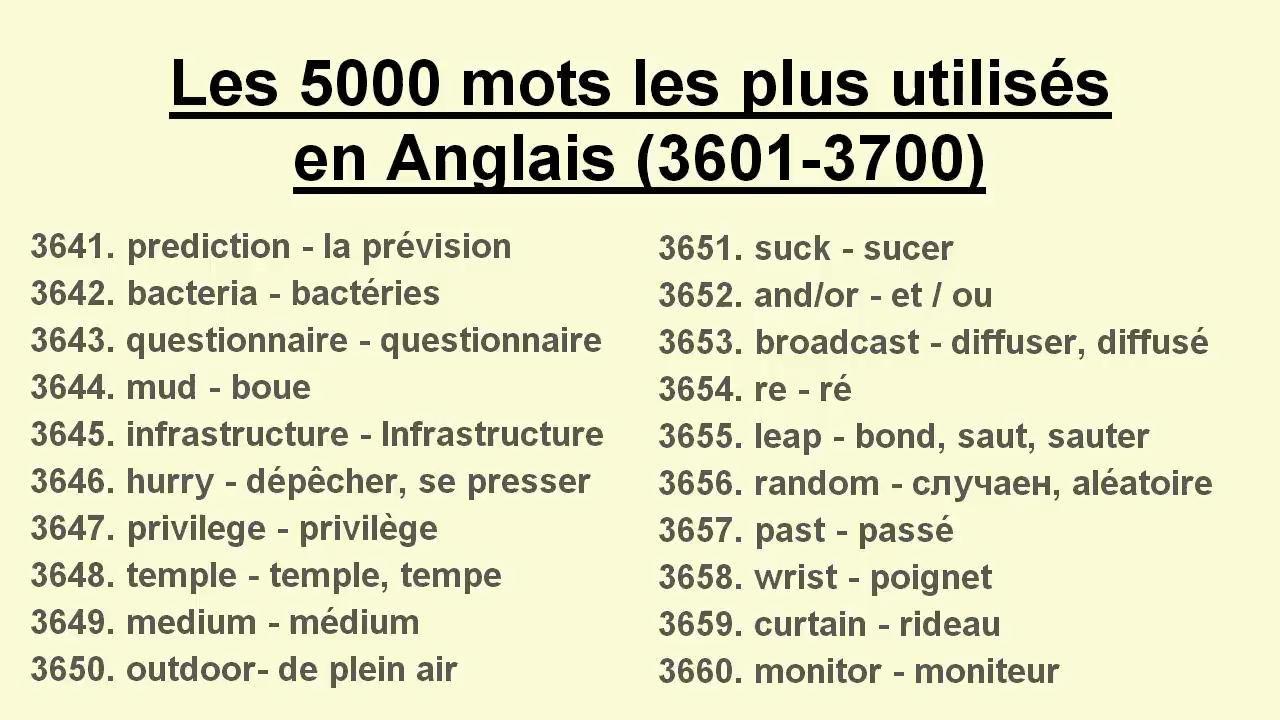 Les 5000 mots les plus utilisés
en Anglais (3601-3700)
3641. prediction - la prévision
3642. bacteria - bactéries
3643. questionnaire - questionnaire
3644. mud - boue
3645. infrastructure - Infrastructure
3646. hurry - dépêcher, se presser
3647. privilege - privilège
3648. temple - temple, tempe
3649. medium - médium
3650. outdoor- de plein air
3651. suck - sucer
3652. and/or - et / ou
3653. broadcast - diffuser, diffusé
3654. re - ré
3655. leap - bond, saut, sauter
3656. random - случаен, aléatoire
3657. past - passé
3658. wrist - poignet
3659. curtain - rideau
3660. monitor - moniteur